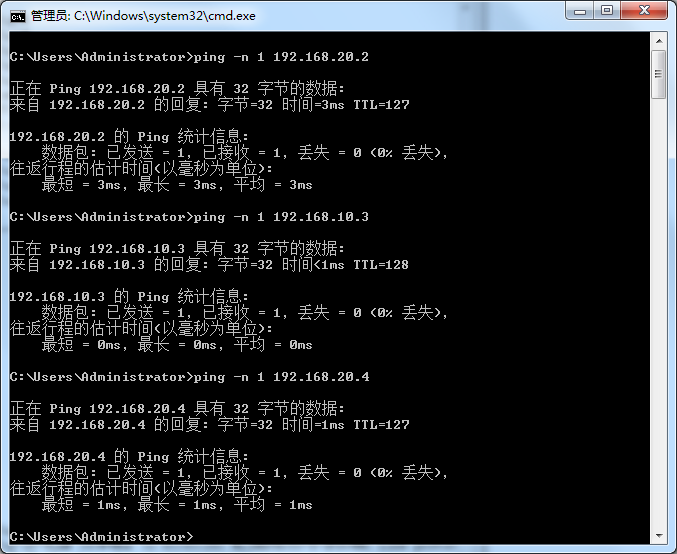 管理员: C:\Windows\system32\cmd.exe
C:\Users\Administrator>ping -n 1 192.168.20.2
正在 Ping 192.168.20.2 具有 32 字节的数据:
来自 192.168.20.2 的回复: 字节=32 时间=3ms TTL=127
192.168.20.2 的 Ping 统计信息:
数据包: 已发送 = 1, 已接收 = 1, 丢失 = 0 (0% 丢失),
往返行程的估计时间(以毫秒为单位):
最短 = 3ms, 最长 = 3ms, 平均 = 3ms
C:\Users\Administrator>ping -n 1 192.168.10.3
正在 Ping 192.168.10.3 具有 32 字节的数据:
来自 192.168.10.3 的回复: 字节=32 时间<1ms TTL=128
192.168.10.3 的 Ping 统计信息:
数据包: 已发送 = 1, 已接收 = 1, 丢失 = 0 (0% 丢失),
往返行程的估计时间(以毫秒为单位):
最短 = 0ms, 最长 = 0ms, 平均 = 0ms
C:\Users\Administrator>ping -n 1 192.168.20.4
正在 Ping 192.168.20.4 具有 32 字节的数据:
来自 192.168.20.4 的回复: 字节=32 时间=1ms TTL=127
192.168.20.4 的 Ping 统计信息:
数据包: 已发送 = 1, 已接收 = 1, 丢失 = 0 (0% 丢失),
往返行程的估计时间(以毫秒为单位):
最短 = 1ms, 最长 = 1ms, 平均 = 1ms
C:\Users\Administrator>